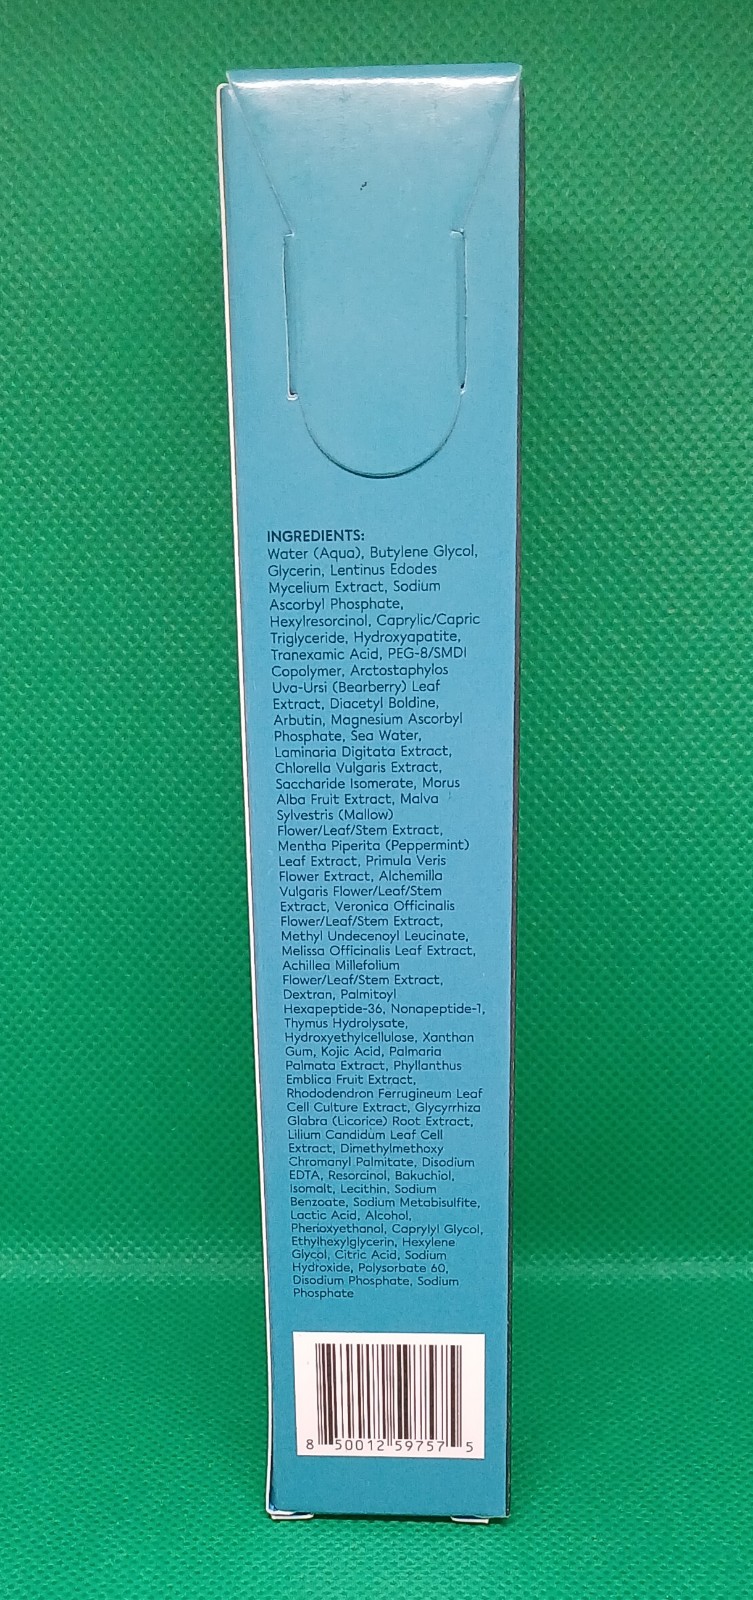 INGREDIENTS:
Water (Aqua), Butylene Glycol,
Glycerin, Lentinus Edodes
Mycelium Extract, Sodium
Ascorbyl Phosphate,
Hexylresorcinol, Caprylic/Capric
Triglyceride, Hydroxyapatite,
Tranexamic Acid, PEG-8/SMDI
Copolymer, Arctostaphylos
Uva-Ursi (Bearberry) Leaf
Extract, Diacetyl Boldine,
Arbutin, Magnesium Ascorbyl
Phosphate, Sea Water,
Laminaria Digitata Extract,
Chlorella Vulgaris Extract,
Saccharide Isomerate, Morus
Alba Fruit Extract, Malva
Sylvestris (Mallow)
Flower/Leaf/Stem Extract,
Mentha Piperita (Peppermint)
Leaf Extract, Primula Veris
Flower Extract, Alchemilla
Vulgaris Flower/Leaf/Stem
Extract, Veronica Officinalis
Flower/Leaf/Stem Extract,
Methyl Undecenoyl Leucinate,
Melissa Officinalis Leaf Extract,
Achillea Millefolium
Flower/Leaf/Stem Extract,
Dextran, Palmitoyl
Hexapeptide-36, Nonapeptide-1,
Thymus Hydrolysate,
Hydroxyethylcellulose, Xanthan
Gum, Kojic Acid, Palmaria
Palmata Extract, Phyllanthus
Emblica Fruit Extract,
Rhododendron Ferrugineum Leaf
Cell Culture Extract, Glycyrrhiza
Glabra (Licorice) Root Extract,
Lilium Candidum Leaf Cell
Extract, Dimethylmethoxy
Chromanyl Palmitate, Disodium
EDTA, Resorcinol, Bakuchiol,
Isomalt, Lecithin, Sodium
Benzoate, Sodium Metabisulfite,
Lactic Acid, Alcohol,
Phenoxyethanol, Caprylyl Glycol,
Ethylhexylglycerin, Hexylene
Glycol, Citric Acid, Sodium
Hydroxide, Polysorbate 60,
Disodium Phosphate, Sodium
Phosphate
8 50012 59757 5